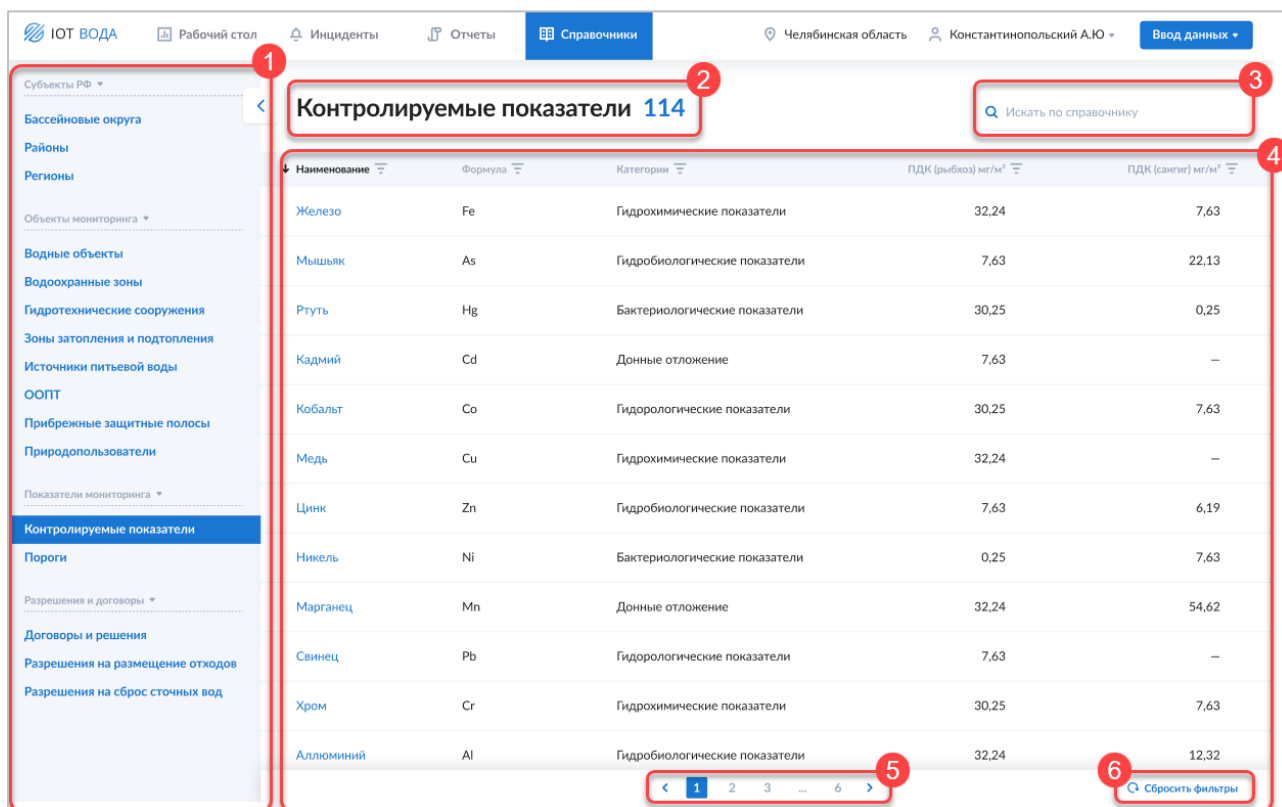 IOT ВОДА Рабочий стол Инциденты Отчеты Справочники Челябинская область Константинопольский А.Ю Ввод данных
1
Субъекты РФ
Бассейновые округа
Районы
Регионы
Объекты мониторинга
Водные объекты
Водоохранные зоны
Гидротехнические сооружения
Зоны затопления и подтопления
Источники питьевой воды
ООПТ
Прибрежные защитные полосы
Природопользователи
Показатели мониторинга
Контролируемые показатели
Пороги
Разрешения и договоры
Договоры и решения
Разрешения на размещение отходов
Разрешения на сброс сточных вод
2
Контролируемые показатели 114
3
Искать по справочнику
4
Наименование Формула Категории ПДК (рыбхоз) мг/м³ ПДК (сангиг) мг/м³
Железо Fe Гидрохимические показатели 32,24 7,63
Мышьяк As Гидробиологические показатели 7,63 22,13
Ртуть Hg Бактериологические показатели 30,25 0,25
Кадмий Cd Донные отложение 7,63 —
Кобальт Co Гидорологические показатели 30,25 7,63
Медь Cu Гидрохимические показатели 32,24 —
Цинк Zn Гидробиологические показатели 7,63 6,19
Никель Ni Бактериологические показатели 0,25 7,63
Марганец Mn Донные отложение 32,24 54,62
Свинец Pb Гидорологические показатели 7,63 —
Хром Cr Гидрохимические показатели 30,25 7,63
Аллюминий Al Гидробиологические показатели 32,24 12,32
5
1 2 3 ... 6
6
Сбросить фильтры